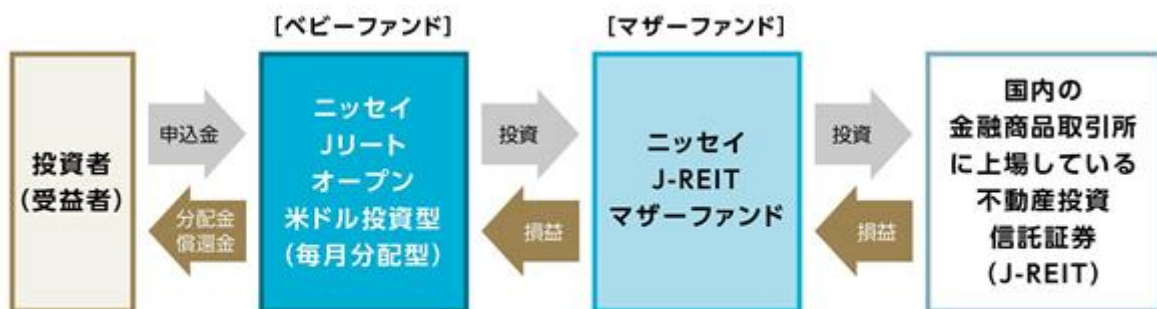 [ベビーファンド]
[マザーファンド]
投資者
(受益者)
申込金
分配金
償還金
ニッセイ
Jリート
オープン
米ドル投資型
(毎月分配型)
投資
損益
ニッセイ
J-REIT
マザーファンド
投資
損益
国内の
金融商品取引所
に上場している
不動産投資
信託証券
(J-REIT)